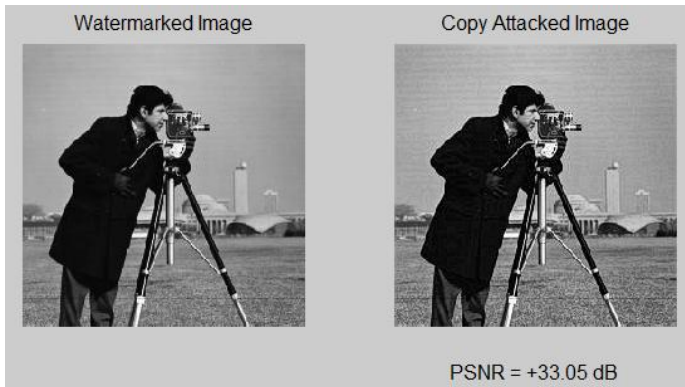 Watermarked Image
Copy Attacked Image
PSNR = +33.05 dB